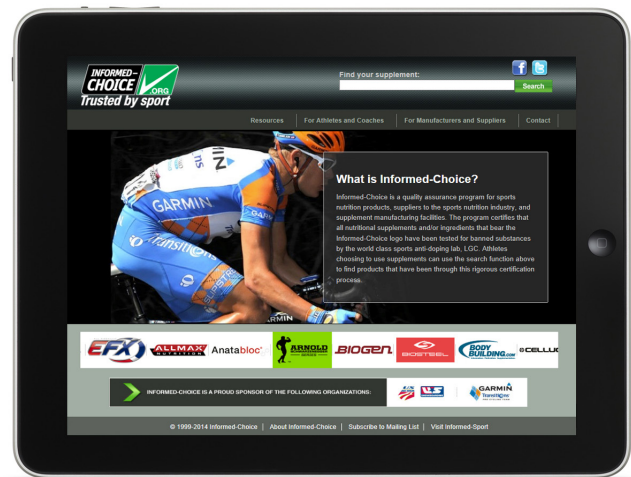 INFORMED-
CHOICE
.ORG
Trusted by sport
Find your supplement:
Search
Resources
For Athletes and Coaches
For Manufacturers and Suppliers
Contact
GARMIN
Transitions
GARMIN
What is Informed-Choice?
Informed-Choice is a quality assurance program for sports
nutrition products, suppliers to the sports nutrition industry, and
supplement manufacturing facilities. The program certifies that
all nutritional supplements and/or ingredients that bear the
Informed-Choice logo have been tested for banned substances
by the world class sports anti-doping lab, LGC. Athletes
choosing to use supplements can use the search function above
to find products that have been through this rigorous certification
process.
EFX
ALLMAX
NUTRITION
Anatabloc
ARNOLD
BIOGEN
BIOSTEEL
BODY
BUILDING.com
CELLUC
INFORMED-CHOICE IS A PROUD SPONSOR OF THE FOLLOWING ORGANIZATIONS:
GARMIN
Transitions
© 1999-2014 Informed-Choice | About Informed-Choice | Subscribe to Mailing List | Visit Informed-Sport